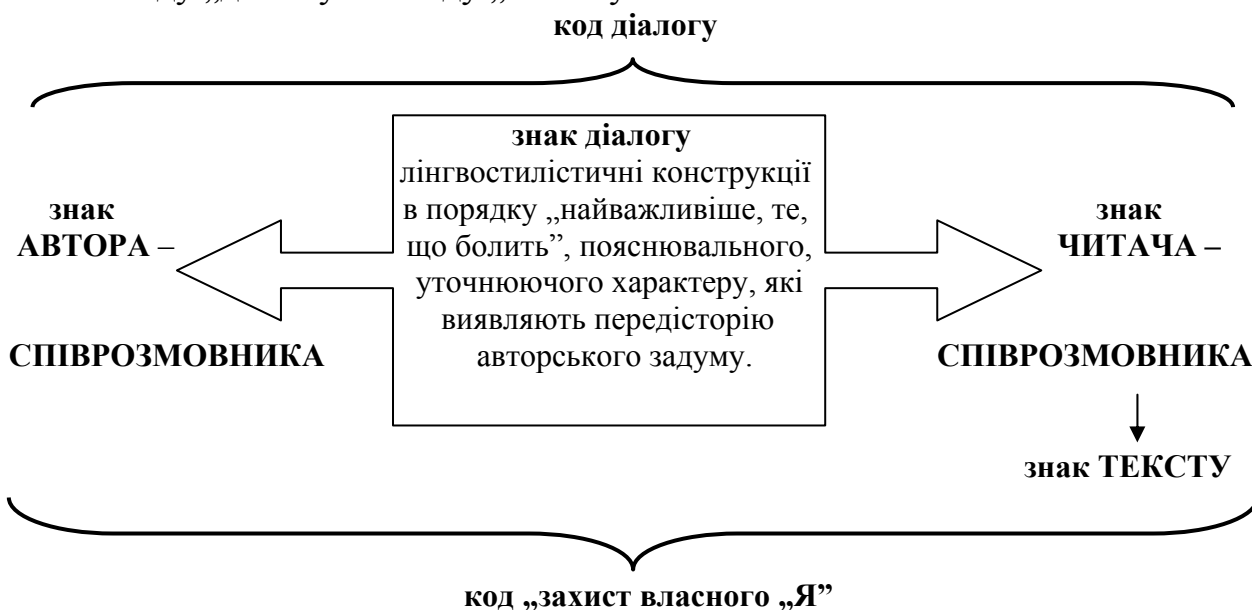 код діалогу
знак діалогу
лінгвостилістичні конструкції
в порядку „найважливіше, те,
що болить”, пояснювального,
уточнюючого характеру, які
виявляють передісторію
авторського задуму.
знак
АВТОРА –
СПІВРОЗМОВНИКА
знак
ЧИТАЧА –
СПІВРОЗМОВНИКА
знак ТЕКСТУ
код „захист власного „Я”